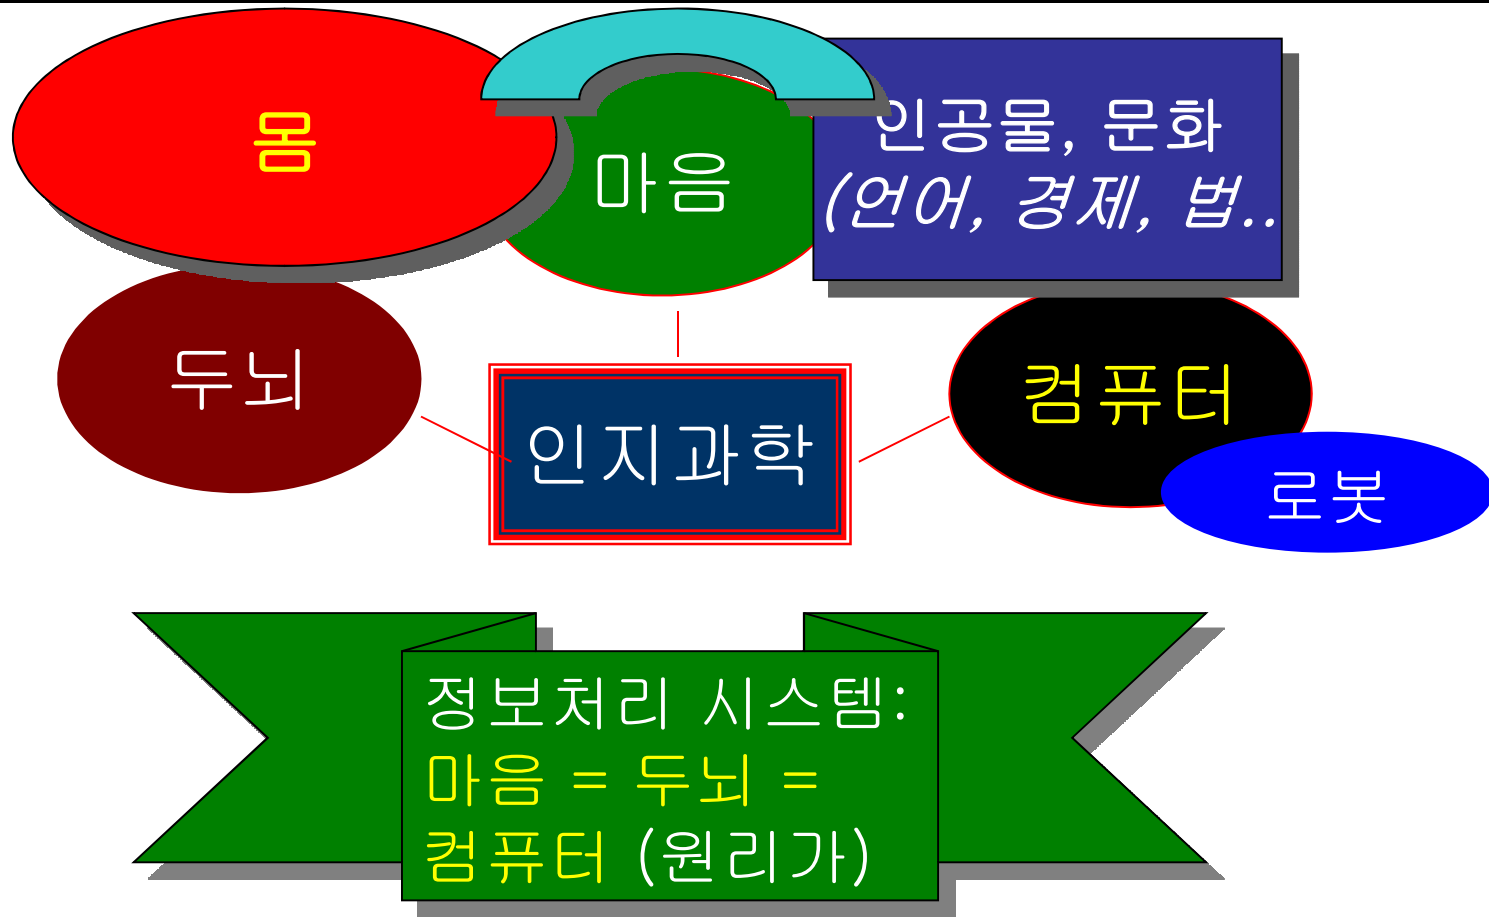 몸
마음
인공물, 문화
(언어, 경제, 법..
두뇌
컴퓨터
인지과학
로봇
정보처리 시스템:
마음 = 두뇌 =
컴퓨터 (원리가)